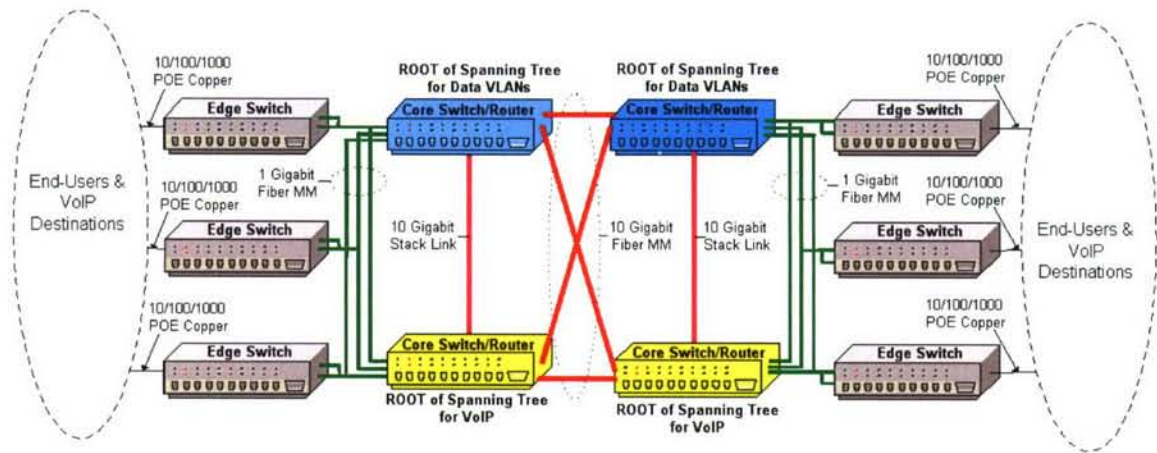 10/100/1000
POE Copper
Edge Switch
ROOT of Spanning Tree
for Data VLANs
Core Switch/Router
ROOT of Spanning Tree
for Data VLANs
Core Switch/Router
10/100/1000
POE Copper
Edge Switch
End-Users &
VoIP
Destinations
10/100/1000
POE Copper
Edge Switch
1 Gigabit
Fiber MM
10 Gigabit
Stack Link
10 Gigabit
Fiber MM
10 Gigabit
Stack Link
1 Gigabit
Fiber MM
10/100/1000
POE Copper
Edge Switch
End-Users &
VoIP
Destinations
10/100/1000
POE Copper
Edge Switch
Core Switch/Router
ROOT of Spanning Tree
for VoIP
Core Switch/Router
ROOT of Spanning Tree
for VoIP
10/100/1000
POE Copper
Edge Switch